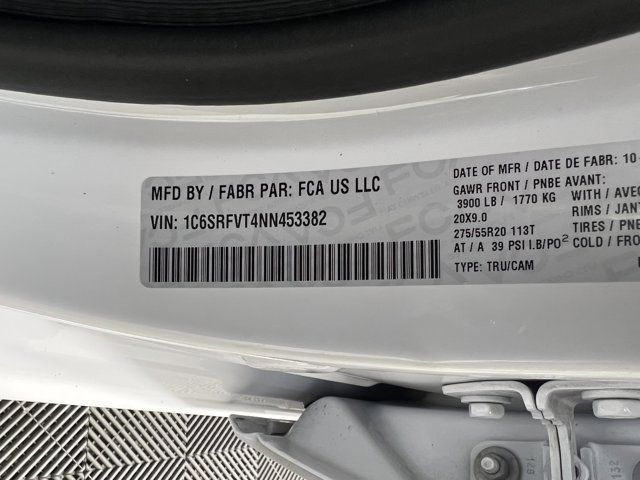 MFD BY / FABR PAR: FCA US LLC
VIN: 1C6SRFVT4NN453382
DATE OF MFR / DATE DE FABR: 10-
GAWR FRONT / PNBE AVANT:
3900 LB / 1770 KG WITH / AVEC
20X9.0 RIMS / JANT
275/55R20 113T TIRES / PNE
AT / A 39 PSI LB/PO² COLD / FRO
TYPE: TRU/CAM
132